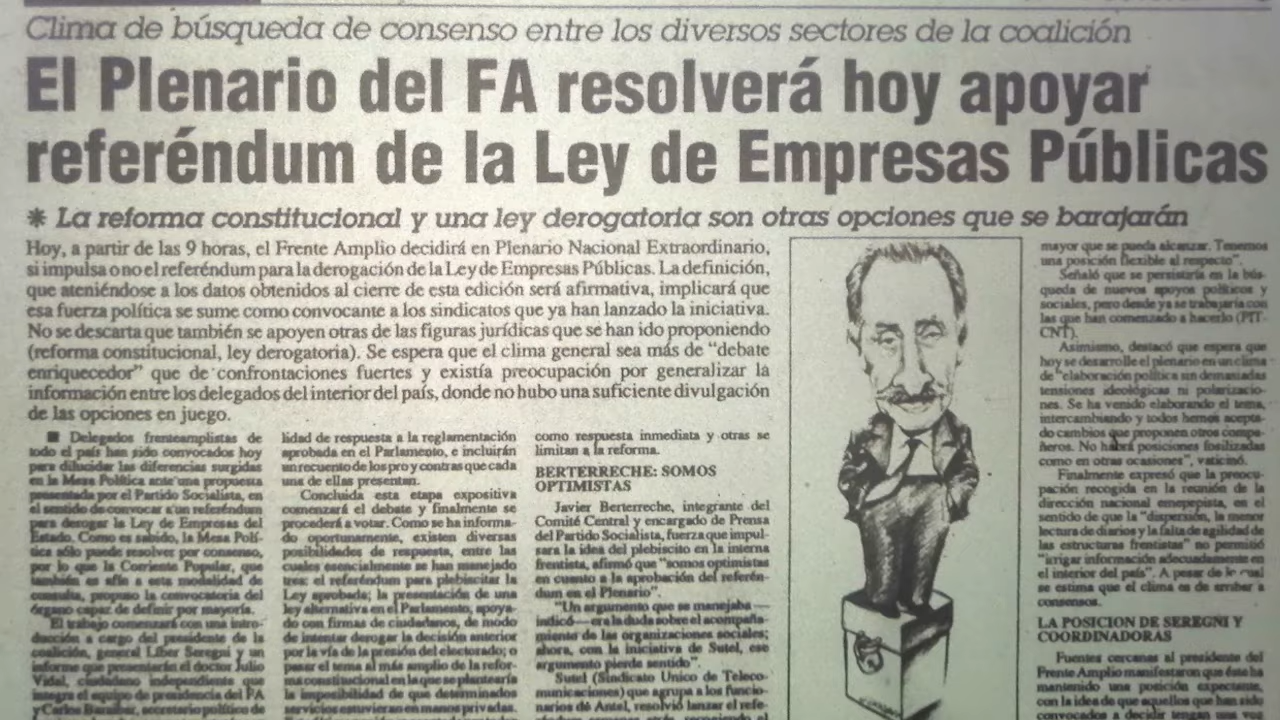 Clima de búsqueda de consenso entre los diversos sectores de la coalición
El Plenario del FA resolverá hoy apoyar
referéndum de la Ley de Empresas Públicas
* La reforma constitucional y una ley derogatoria son otras opciones que se barajarán
Hoy, a partir de las 9 horas, el Frente Amplio decidirá en Plenario Nacional Extraordinario,
si impulsa o no el referéndum para la derogación de la Ley de Empresas Públicas. La definición,
que ateniéndose a los datos obtenidos al cierre de esta edición será afirmativa, implicará que
esa fuerza política se sume como convocante a los sindicatos que ya han lanzado la iniciativa.
No se descarta que también se apoyen otras de las figuras jurídicas que se han ido proponiendo
(reforma constitucional, ley derogatoria). Se espera que el clima general sea más de “debate
enriquecedor” que de confrontaciones fuertes y existía preocupación por generalizar la
información entre los delegados del interior del país, donde no hubo una suficiente divulgación
de las opciones en juego.
■ Delegados frenteamplistas de
todo el país han sido convocados hoy
para dilucidar las diferencias surgidas
en la Mesa Política ante una propuesta
presentada por el Partido Socialista, en
el sentido de convocar a un referéndum
para derogar la Ley de Empresas del
Estado. Como es sabido, la Mesa Polí-
tica sólo puede resolver por consenso,
por lo que la Corriente Popular, que
también es afín a esta modalidad de
consulta, propuso la convocatoria del
órgano capaz de definir por mayoría.
El trabajo comenzará con una intro-
ducción a cargo del presidente de la
coalición, general Líber Seregni y un
informe que presentarán el doctor Julio
Vidal, ciudadano independiente que
integra el equipo de presidencia del FA
y Carlos Baraibar, secretario político de
lidad de respuesta a la reglamentación
aprobada en el Parlamento, e incluirán
un recuento de los pro y contras que cada
una de ellas presentan.
Concluida esta etapa expositiva
comenzará el debate y finalmente se
procederá a votar. Como se ha informa-
do oportunamente, existen diversas
posibilidades de respuesta, entre las
cuales esencialmente se han manejado
tres: el referéndum para plebiscitar la
Ley aprobada; la presentación de una
ley alternativa en el Parlamento, apoya-
do con firmas de ciudadanos, de modo
de intentar derogar la decisión anterior
por la vía de la presión del electorado; o
pasar el tema al más amplio de la refor-
ma constitucional en la que se plantearía
la imposibilidad de que determinados
servicios estuvieran en manos privadas.
como respuesta inmediata y otras se
limitan a la reforma.
BERTERRECHE: SOMOS
OPTIMISTAS
Javier Berterreche, integrante del
Comité Central y encargado de Prensa
del Partido Socialista, fuerza que impul-
sara la idea del plebiscito en la interna
frentista, afirmó que “somos optimistas
en cuanto a la aprobación del referén-
dum en el Plenario”.
“Un argumento que se manejaba —
indicó— era la duda sobre el acompaña-
miento de las organizaciones sociales;
ahora, con la iniciativa de Sutel, ese
argumento pierde sentido”.
Sutel (Sindicato Unico de Teleco-
municaciones) que agrupa a los funcio-
narios de Antel, resolvió lanzar el refe-
mayor que se pueda alcanzar. Tenemos
una posición flexible al respecto”.
Señaló que se persistiría en la bús-
queda de nuevos apoyos políticos y
sociales, pero desde ya se trabajaría con
las que han comenzado a hacerlo (PIT-
CNT).
Asimismo, destacó que espera que
hoy se desarrolle el plenario en un clima
de “elaboración política sin demasiadas
tensiones ideológicas ni polarizacio-
nes. Se ha venido elaborando el tema,
intercambiando y todos hemos acepta-
do cambios que proponen otros compa-
ñeros. No habrá posiciones fosilizadas
como en otras ocasiones”, vaticinó.
Finalmente expresó que la preocu-
pación recogida en la reunión de la
dirección nacional emepepista, en el
sentido de que la “dispersión, la menor
lectura de diarios y la falta de agilidad de
las estructuras frentistas” no permitió
“irrigar información adecuadamente en
el interior del país”. A pesar de lo cual
se estima que el clima es de arribar a
consensos.
LA POSICION DE SEREGNI Y
COORDINADORAS
Fuentes cercanas al presidente del
Frente Amplio manifestaron que éste ha
mantenido una posición expectante,
con la idea de que aquellos que han sido